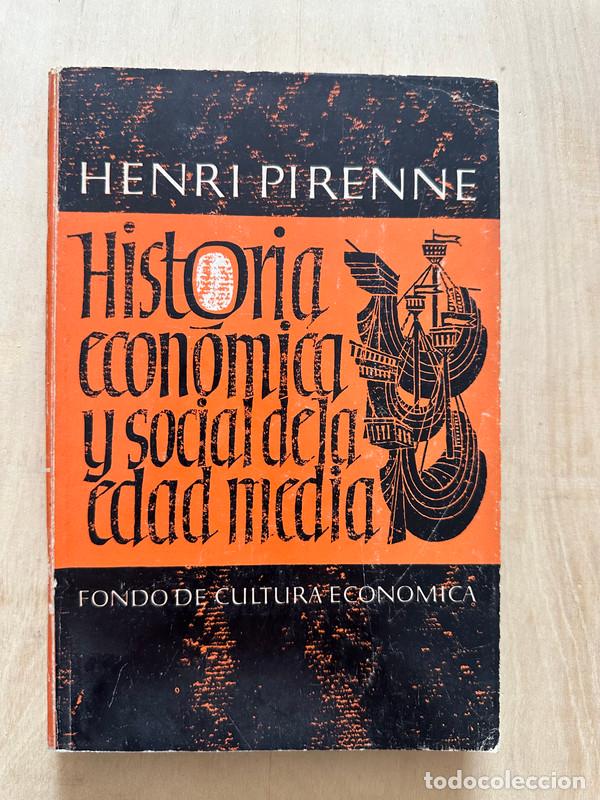 HENRI PIRENNE
Historia
económica
y social de la
edad media
FONDO DE CULTURA ECONOMICA
todocoleccion